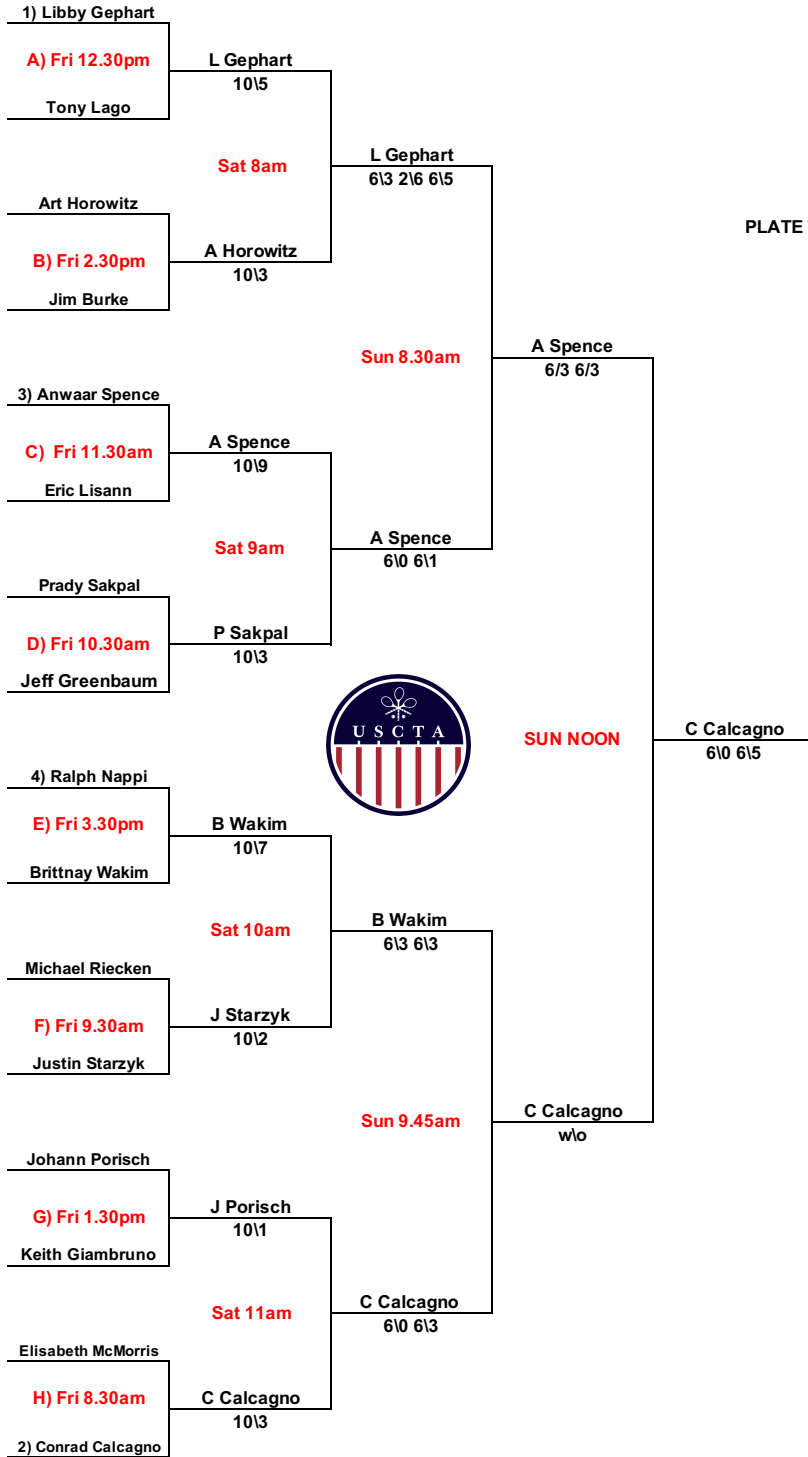 1) Libby Gephart
A) Fri 12.30pm
L Gephart
10\5
Tony Lago
Sat 8am
L Gephart
6\3 2\6 6\5
Art Horowitz
PLATE
B) Fri 2.30pm
A Horowitz
10\3
Jim Burke
Sun 8.30am
A Spence
6/3 6/3
3) Anwaar Spence
C) Fri 11.30am
A Spence
10\9
Eric Lisann
Sat 9am
A Spence
6\0 6\1
Prady Sakpal
D) Fri 10.30am
P Sakpal
10\3
Jeff Greenbaum
USCTA
SUN NOON
C Calcagno
6\0 6\5
4) Ralph Nappi
E) Fri 3.30pm
B Wakim
10\7
Brittnay Wakim
Sat 10am
B Wakim
6\3 6\3
Michael Riecken
F) Fri 9.30am
J Starzyk
10\2
Justin Starzyk
Sun 9.45am
C Calcagno
w\o
Johann Porisch
G) Fri 1.30pm
J Porisch
10\1
Keith Giambruno
Sat 11am
C Calcagno
6\0 6\3
Elisabeth McMorris
H) Fri 8.30am
C Calcagno
10\3
2) Conrad Calcagno